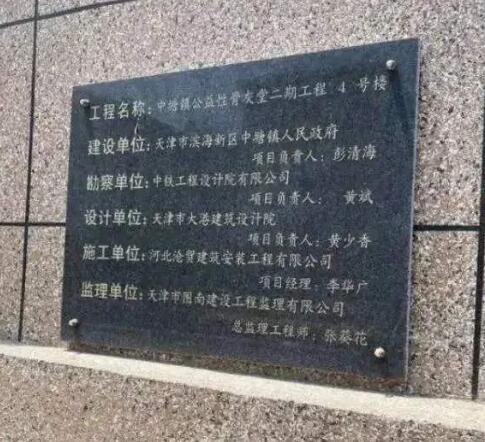 工程名称：中塘镇公益性骨灰堂二期工程 4 号楼
建设单位：天津市滨海新区中塘镇人民政府
项目负责人：彭清海
勘察单位：中铁工程设计院有限公司
项目负责人： 黄斌
设计单位：天津市大港建筑设计院
项目负责人：黄少香
施工单位：河北沧贸建筑安装工程有限公司
项目经理：李华广
监理单位：天津市图南建设工程监理有限公司
总监理工程师：张葵花